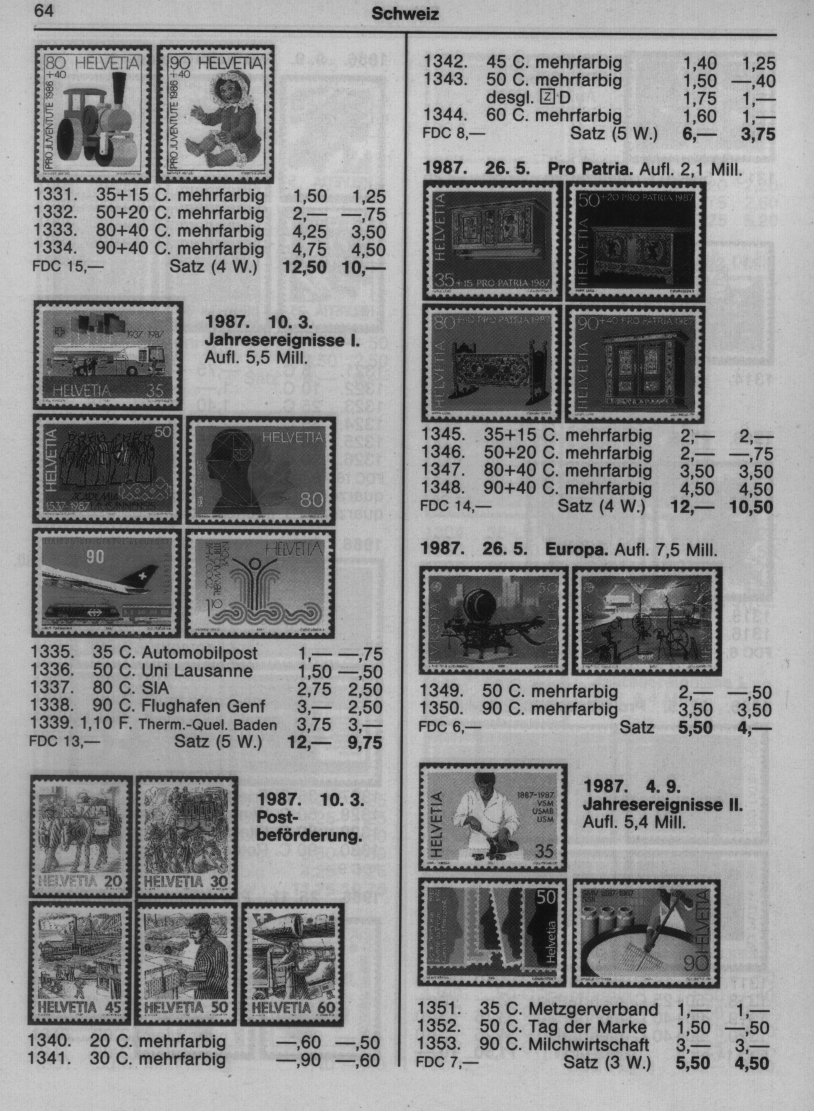 64
Schweiz
80 HELVETIA
+40
PRO JUVENTUTE 1986
90 HELVETIA
+40
PRO JUVENTUTE 1986
1331. 35+15 C. mehrfarbig 1,50 1,25
1332. 50+20 C. mehrfarbig 2,— —,75
1333. 80+40 C. mehrfarbig 4,25 3,50
1334. 90+40 C. mehrfarbig 4,75 4,50
FDC 15,— Satz (4 W.) 12,50 10,—
1937-1987
HELVETIA 35
1987. 10. 3.
Jahresereignisse I.
Aufl. 5,5 Mill.
50
HELVETIA
1537-1987
HELVETIA
80
90
HELVETIA
1.10
1335. 35 C. Automobilpost 1,— —,75
1336. 50 C. Uni Lausanne 1,50 —,50
1337. 80 C. SIA 2,75 2,50
1338. 90 C. Flughafen Genf 3,— 2,50
1339. 1,10 F. Therm.-Quel. Baden 3,75 3,—
FDC 13,— Satz (5 W.) 12,— 9,75
HELVETIA 20
HELVETIA 30
1987. 10. 3.
Post-
beförderung.
HELVETIA 45
HELVETIA 50
HELVETIA 60
1340. 20 C. mehrfarbig —,60 —,50
1341. 30 C. mehrfarbig —,90 —,60
1342. 45 C. mehrfarbig 1,40 1,25
1343. 50 C. mehrfarbig 1,50 —,40
desgl. Z D 1,75 1,—
1344. 60 C. mehrfarbig 1,60 1,—
FDC 8,— Satz (5 W.) 6,— 3,75
1987. 26. 5. Pro Patria. Aufl. 2,1 Mill.
HELVETIA
35+15 PRO PATRIA 1987
50+20 PRO PATRIA 1987
HELVETIA
80+40 PRO PATRIA 1987
HELVETIA
90+40 PRO PATRIA 1987
HELVETIA
1345. 35+15 C. mehrfarbig 2,— 2,—
1346. 50+20 C. mehrfarbig 2,— —,75
1347. 80+40 C. mehrfarbig 3,50 3,50
1348. 90+40 C. mehrfarbig 4,50 4,50
FDC 14,— Satz (4 W.) 12,— 10,50
1987. 26. 5. Europa. Aufl. 7,5 Mill.
1349. 50 C. mehrfarbig 2,— —,50
1350. 90 C. mehrfarbig 3,50 3,50
FDC 6,— Satz 5,50 4,—
HELVETIA
1887-1987
VSM
USMB
USM
35
1987. 4. 9.
Jahresereignisse II.
Aufl. 5,4 Mill.
50
Helvetia
90 HELVETIA
1351. 35 C. Metzgerverband 1,— 1,—
1352. 50 C. Tag der Marke 1,50 —,50
1353. 90 C. Milchwirtschaft 3,— 3,—
FDC 7,— Satz (3 W.) 5,50 4,50